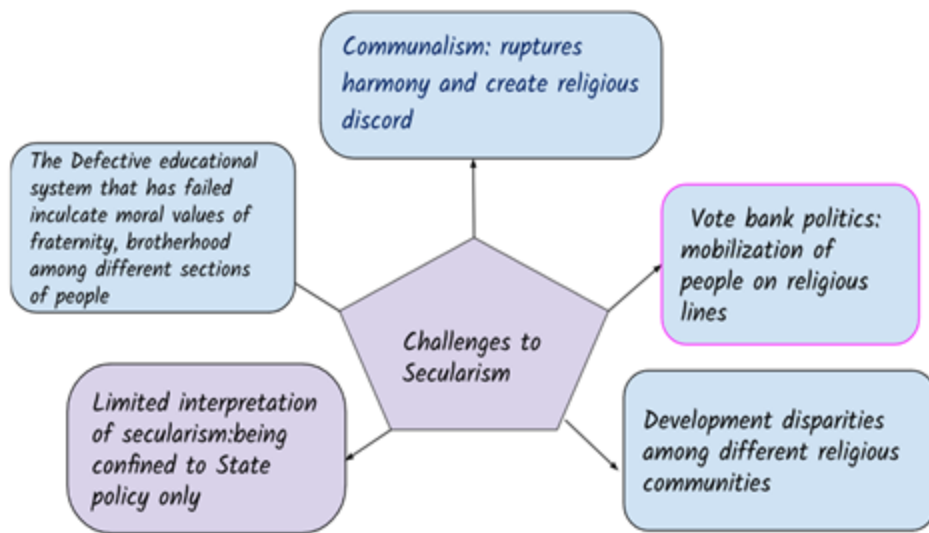 Communalism: ruptures
harmony and create religious
discord
The Defective educational
system that has failed
inculcate moral values of
fraternity, brotherhood
among different sections
of people
Vote bank politics:
mobilization of
people on religious
lines
Challenges to
Secularism
Limited interpretation
of secularism:being
confined to State
policy only
Development disparities
among different religious
communities